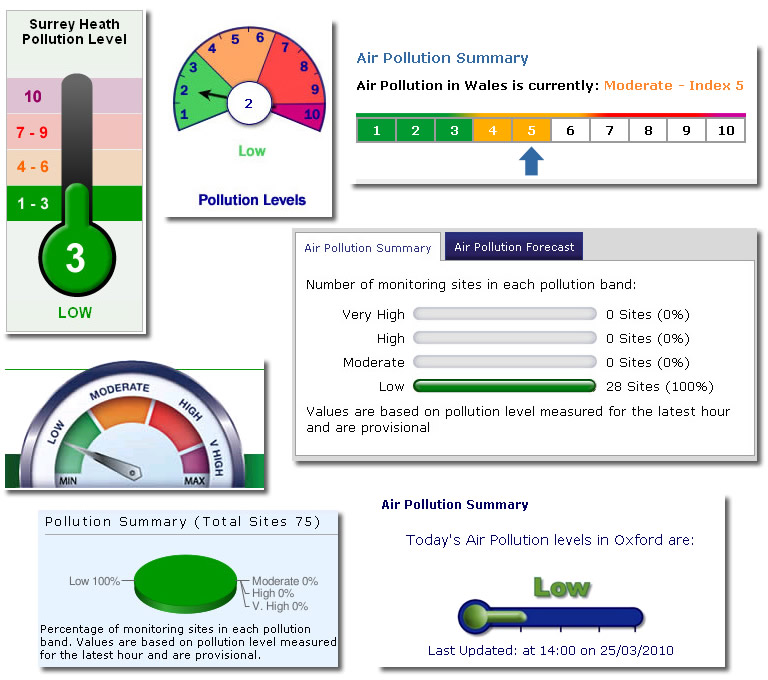 Surrey Heath
Pollution Level
10
7 - 9
4 - 6
1 - 3
3
LOW
1
2
3
4
5
6
7
8
9
10
2
Low
Pollution Levels
Air Pollution Summary
Air Pollution in Wales is currently: Moderate - Index 5
1 2 3 4 5 6 7 8 9 10
Air Pollution Summary Air Pollution Forecast
Number of monitoring sites in each pollution band:
Very High 0 Sites (0%)
High 0 Sites (0%)
Moderate 0 Sites (0%)
Low 28 Sites (100%)
Values are based on pollution level measured for the latest hour
and are provisional
LOW
MODERATE
HIGH
V HIGH
MIN MAX
Pollution Summary (Total Sites 75)
Low 100% Moderate 0%
High 0%
V. High 0%
Percentage of monitoring sites in each pollution
band. Values are based on pollution level measured
for the latest hour and are provisional.
Air Pollution Summary
Today's Air Pollution levels in Oxford are:
Low
Last Updated: at 14:00 on 25/03/2010